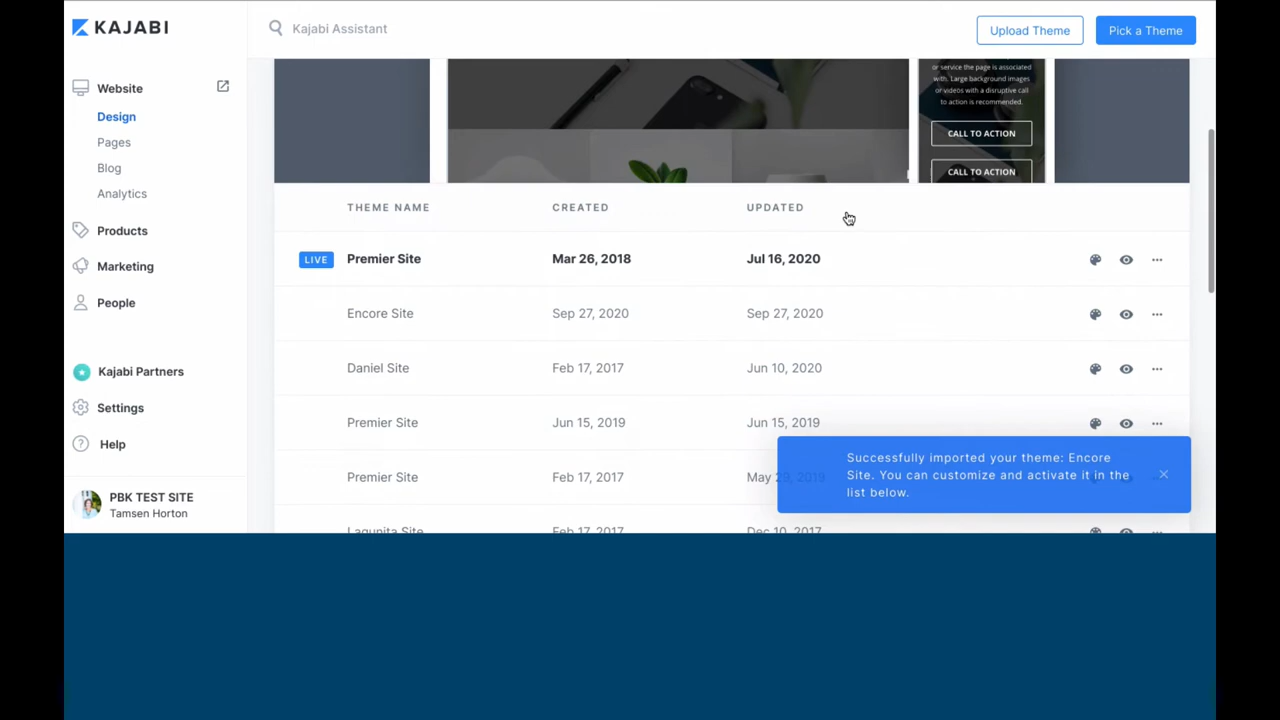 KAJABI
Kajabi Assistant
Upload Theme
Pick a Theme
Website
Design
Pages
Blog
Analytics
Products
Marketing
People
Kajabi Partners
Settings
Help
PBK TEST SITE
Tamsen Horton
or service the page is associated
with. Large background images
or videos with a disruptive call
to action is recommended.
CALL TO ACTION
CALL TO ACTION
THEME NAME CREATED UPDATED
LIVE Premier Site Mar 26, 2018 Jul 16, 2020
Encore Site Sep 27, 2020 Sep 27, 2020
Daniel Site Feb 17, 2017 Jun 10, 2020
Premier Site Jun 15, 2019 Jun 15, 2019
Premier Site Feb 17, 2017 May 29, 2019
Lagunita Site Feb 17, 2017 Dec 10, 2017
Successfully imported your theme: Encore
Site. You can customize and activate it in the
list below.